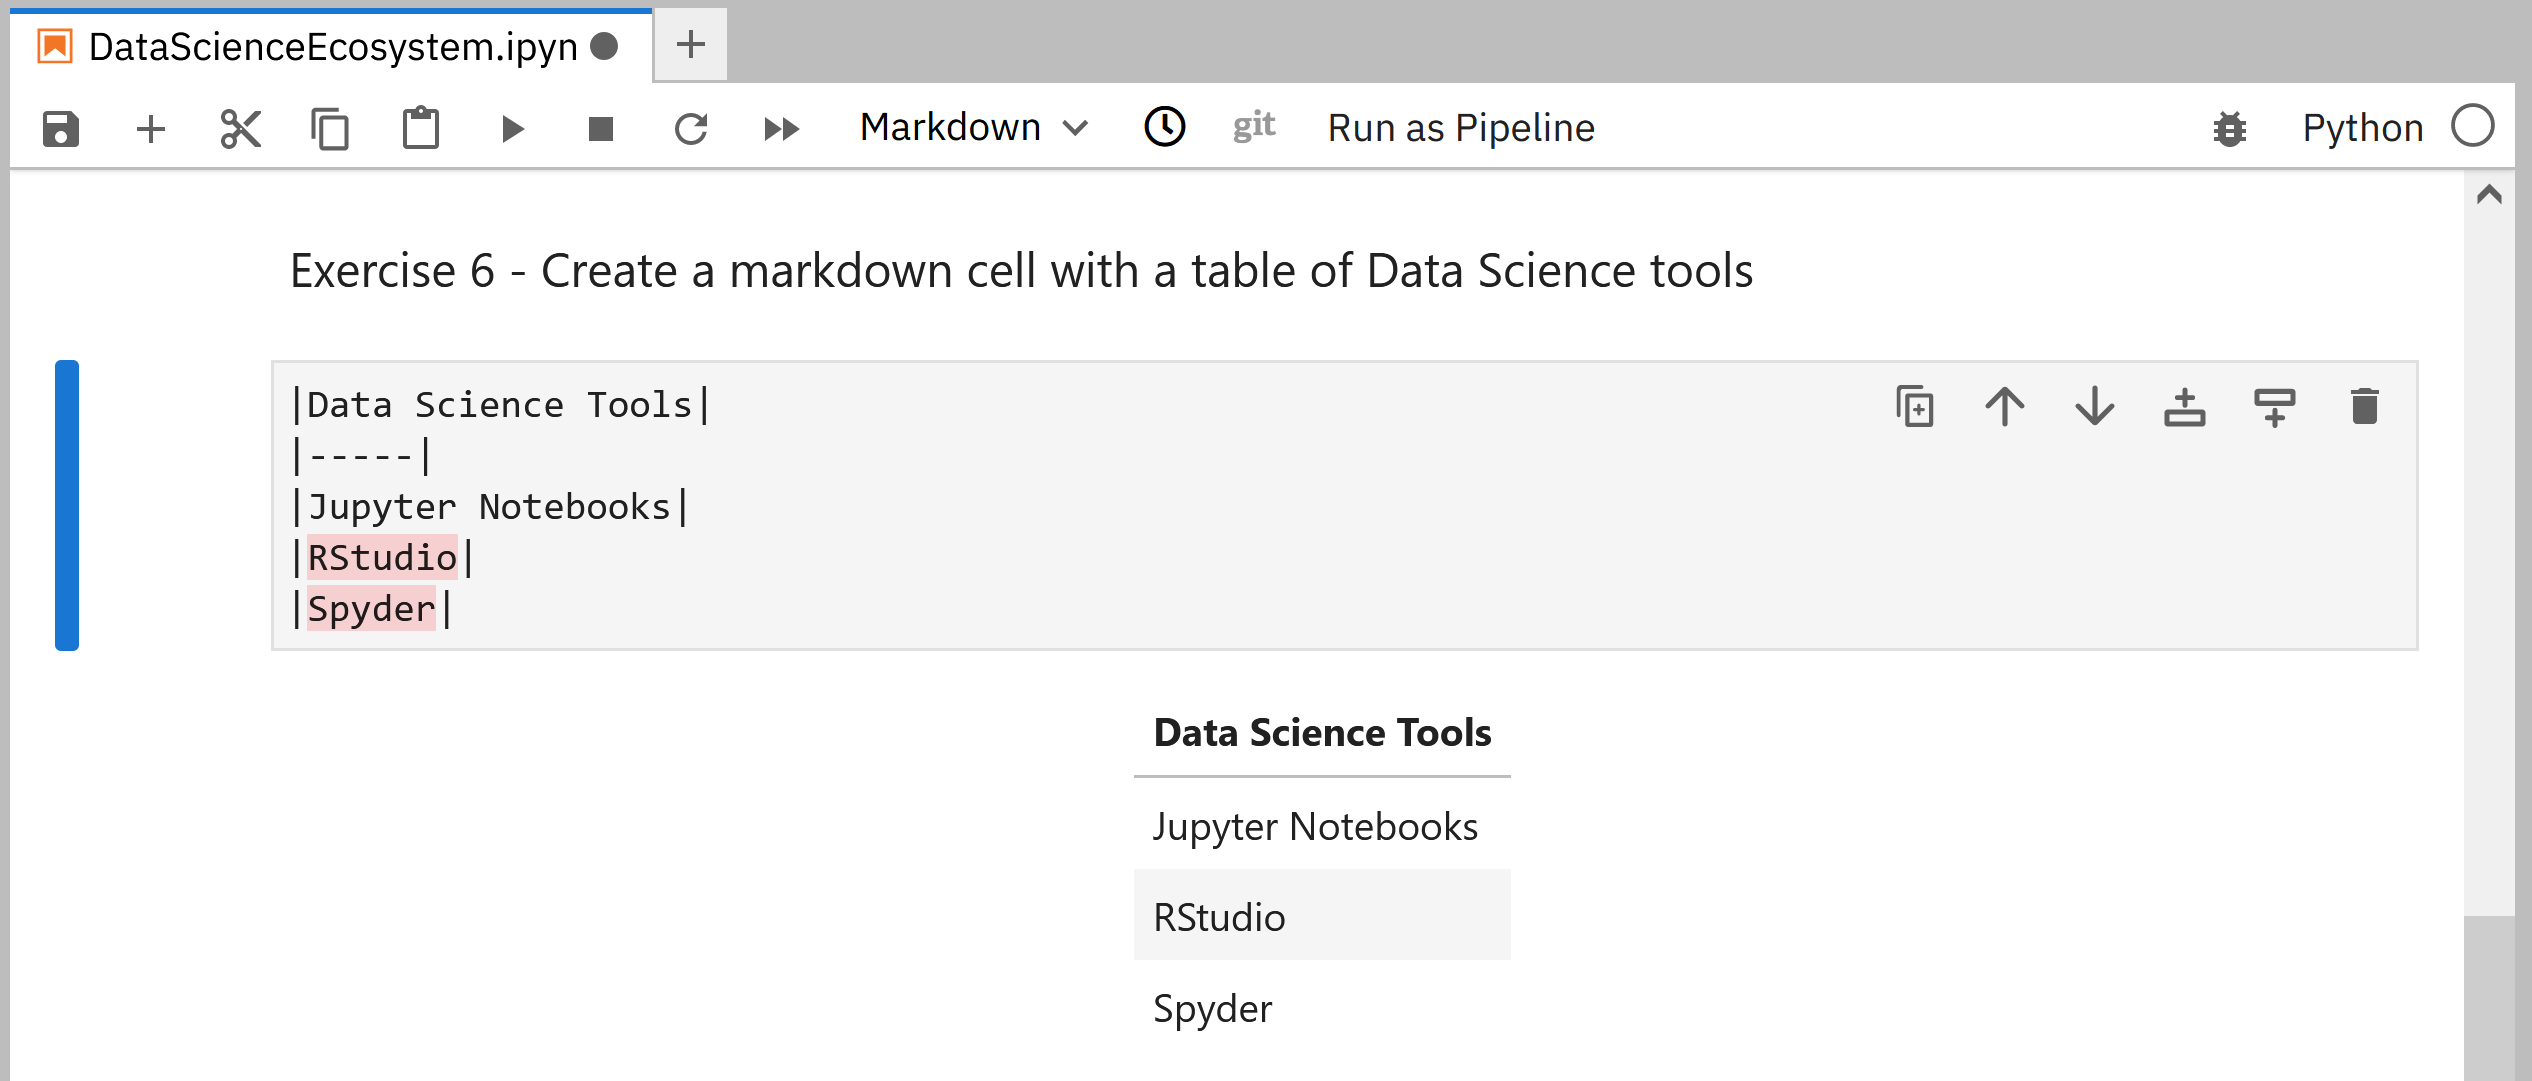 DataScienceEcosystem.ipyn
Markdown git Run as Pipeline Python
Exercise 6 - Create a markdown cell with a table of Data Science tools
|Data Science Tools|
|-----|
|Jupyter Notebooks|
|RStudio|
|Spyder|
Data Science Tools
Jupyter Notebooks
RStudio
Spyder